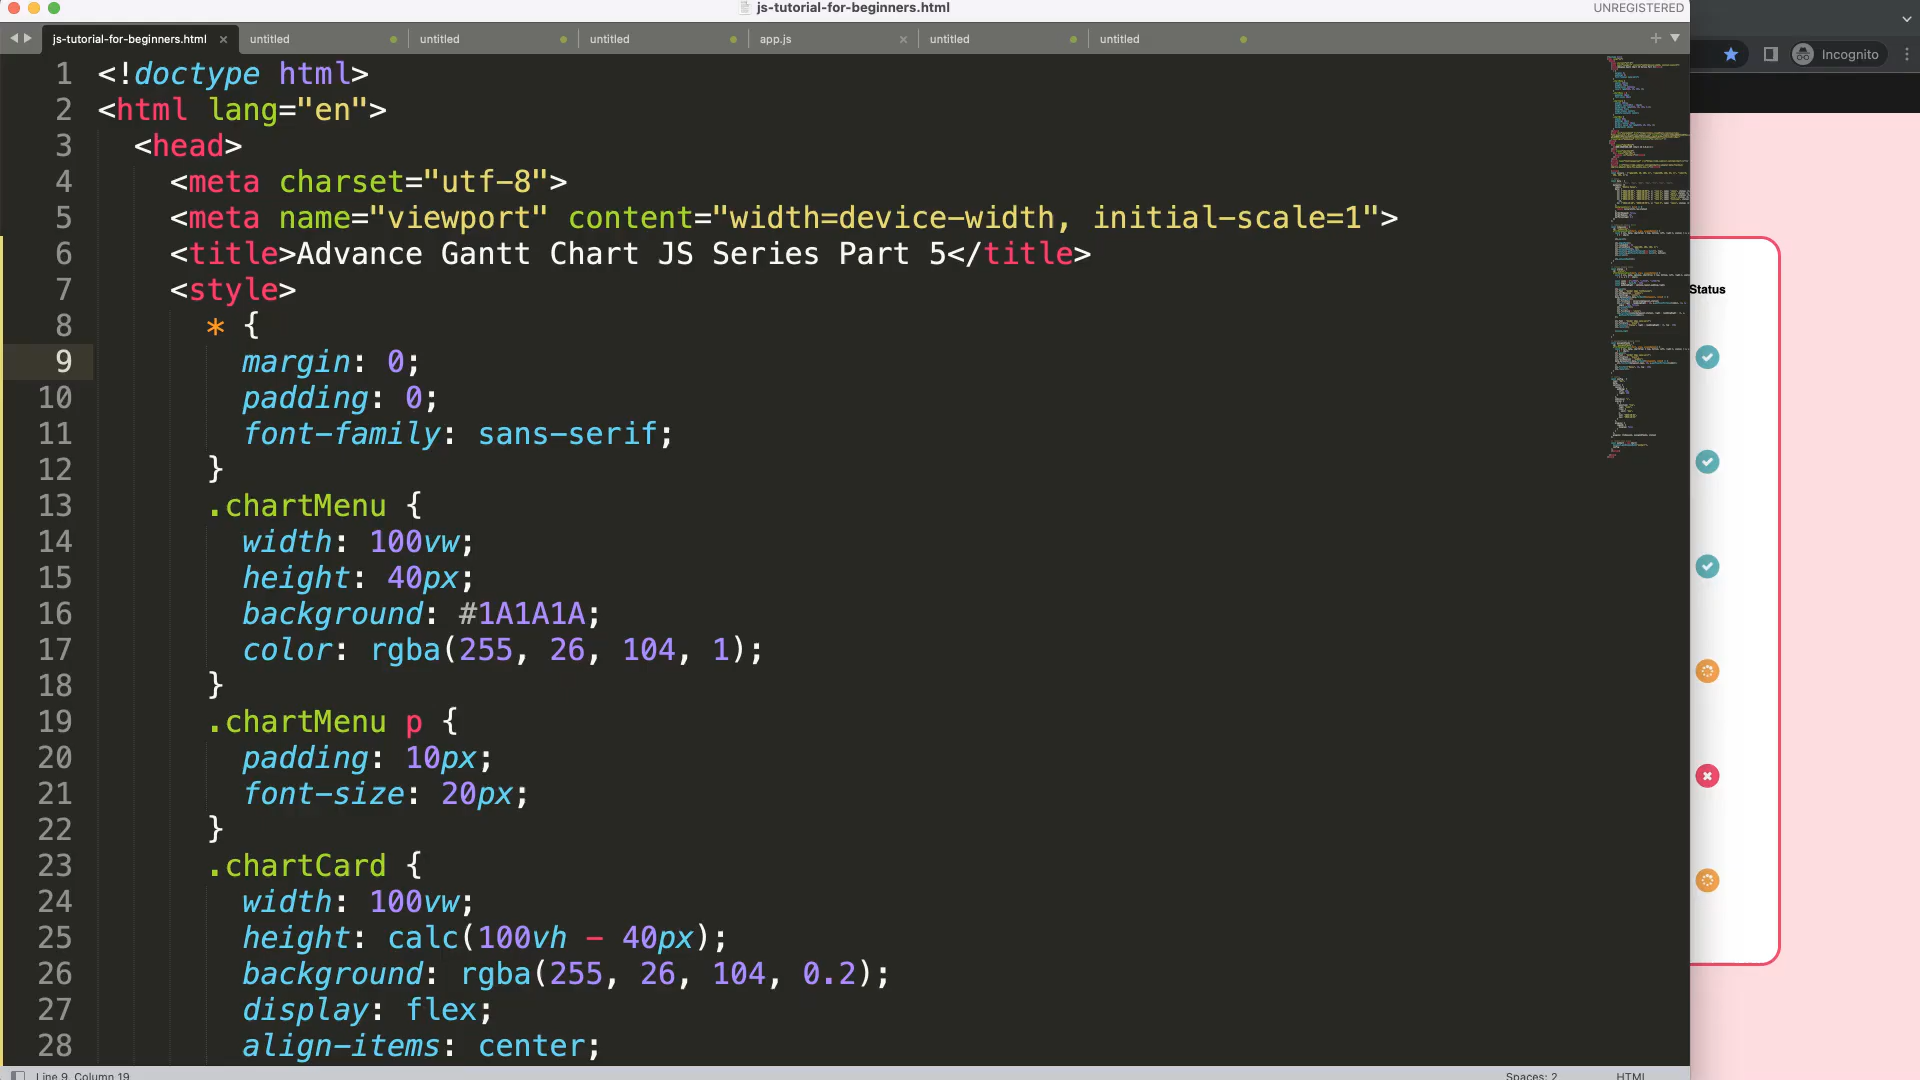 js-tutorial-for-beginners.html
UNREGISTERED
js-tutorial-for-beginners.html untitled untitled untitled app.js untitled untitled
Incognito
1 <!doctype html>
2 <html lang="en">
3 <head>
4 <meta charset="utf-8">
5 <meta name="viewport" content="width=device-width, initial-scale=1">
6 <title>Advance Gantt Chart JS Series Part 5</title>
7 <style>
8 * {
9 margin: 0;
10 padding: 0;
11 font-family: sans-serif;
12 }
13 .chartMenu {
14 width: 100vw;
15 height: 40px;
16 background: #1A1A1A;
17 color: rgba(255, 26, 104, 1);
18 }
19 .chartMenu p {
20 padding: 10px;
21 font-size: 20px;
22 }
23 .chartCard {
24 width: 100vw;
25 height: calc(100vh - 40px);
26 background: rgba(255, 26, 104, 0.2);
27 display: flex;
28 align-items: center;
Status
Line 9, Column 19
Spaces: 2
HTML